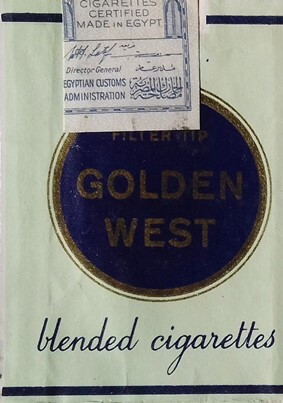 CIGARETTES
CERTIFIED
MADE IN EGYPT
Director General
EGYPTIAN CUSTOMS
ADMINISTRATION
FILTER TIP
GOLDEN
WEST
blended cigarettes